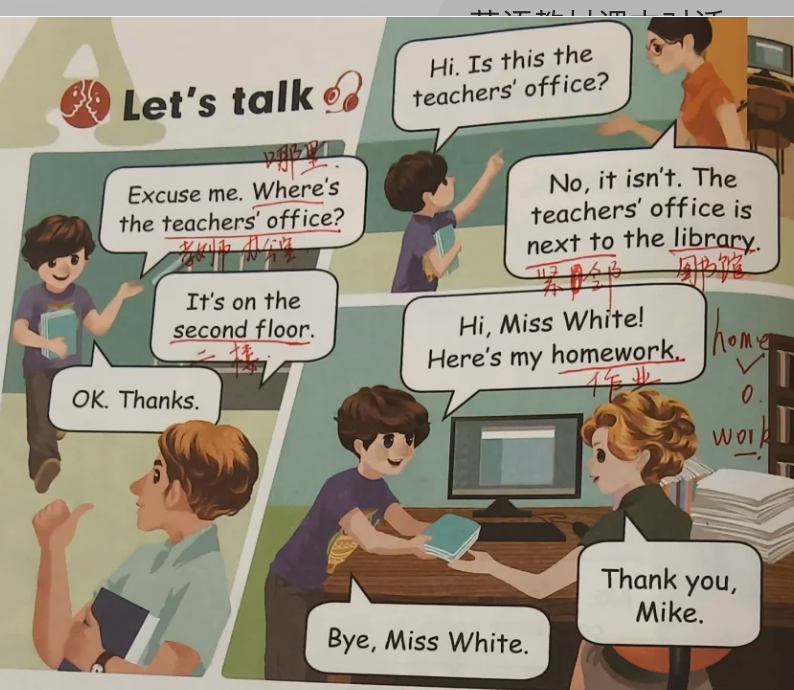 A
Let's talk
哪里.
Excuse me. Where's
the teachers' office?
教师 办公室
It's on the
second floor.
二楼.
OK. Thanks.
Hi. Is this the
teachers' office?
No, it isn't. The
teachers' office is
next to the library.
紧 邻 图书馆
Hi, Miss White!
Here's my homework.
作业
home
o.
work
Thank you,
Mike.
Bye, Miss White.